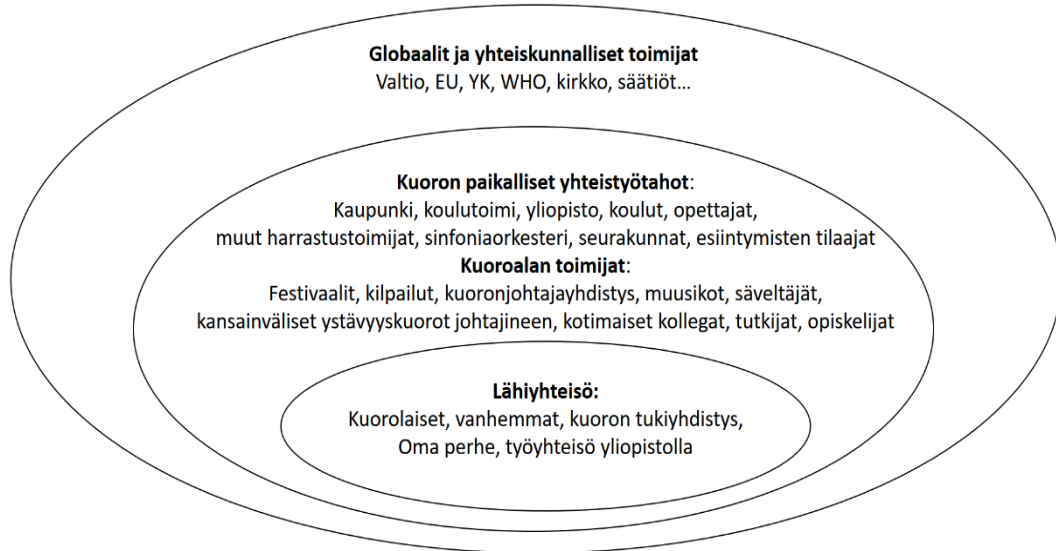 Globaalit ja yhteiskunnalliset toimijat
Valtio, EU, YK, WHO, kirkko, säätiöt...
Kuoron paikalliset yhteistyötahot:
Kaupunki, koulutoimi, yliopisto, koulut, opettajat,
muut harrastustoimijat, sinfoniaorkesteri, seurakunnat, esiintymisten tilaajat
Kuoroalan toimijat:
Festivaalit, kilpailut, kuoronjohtajayhdistys, muusikot, säveltäjät,
kansainväliset ystävyyskuorot johtajineen, kotimaiset kollegat, tutkijat, opiskelijat
Lähiyhteisö:
Kuorolaiset, vanhemmat, kuoron tukiyhdistys,
Oma perhe, työyhteisö yliopistolla